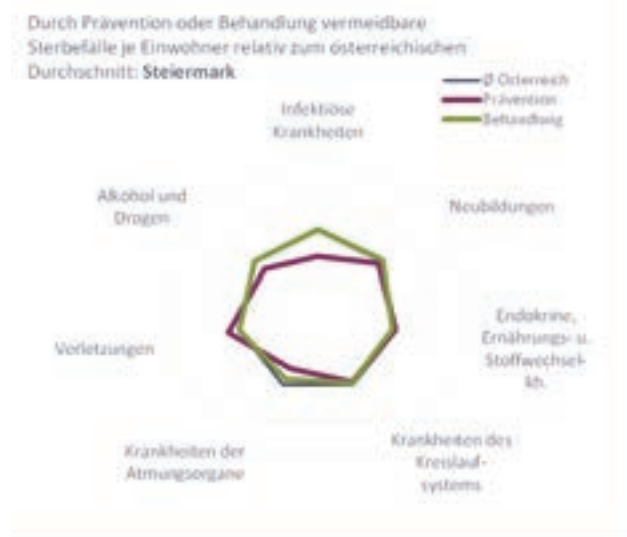 Durch Prävention oder Behandlung vermeidbare
Sterbefälle je Einwohner relativ zum österreichischen
Durchschnitt: Steiermark
Ø Österreich
Prävention
Behandlung
Infektiöse
Krankheiten
Alkohol und
Drogen
Neubildungen
Endokrine,
Ernährungs- u.
Stoffwechsel-
kh.
Verletzungen
Krankheiten des
Kreislauf-
systems
Krankheiten der
Atmungsorgane